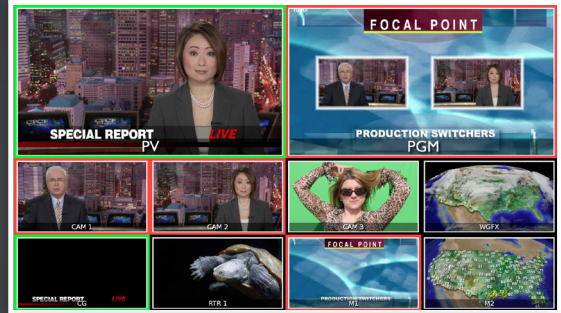 SPECIAL REPORT LIVE
PV
FOCAL POINT
PRODUCTION SWITCHERS
PGM
CAM 1
CAM 2
CAM 3
WGFX
SPECIAL REPORT LIVE
CG
RTR 1
FOCAL POINT
PRODUCTION SWITCHERS
M1
M2